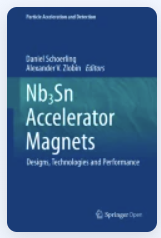 Particle Acceleration and Detection
Daniel Schoerling
Alexander V. Zlobin Editors
Nb₃Sn
Accelerator
Magnets
Designs, Technologies and Performance
Springer Open